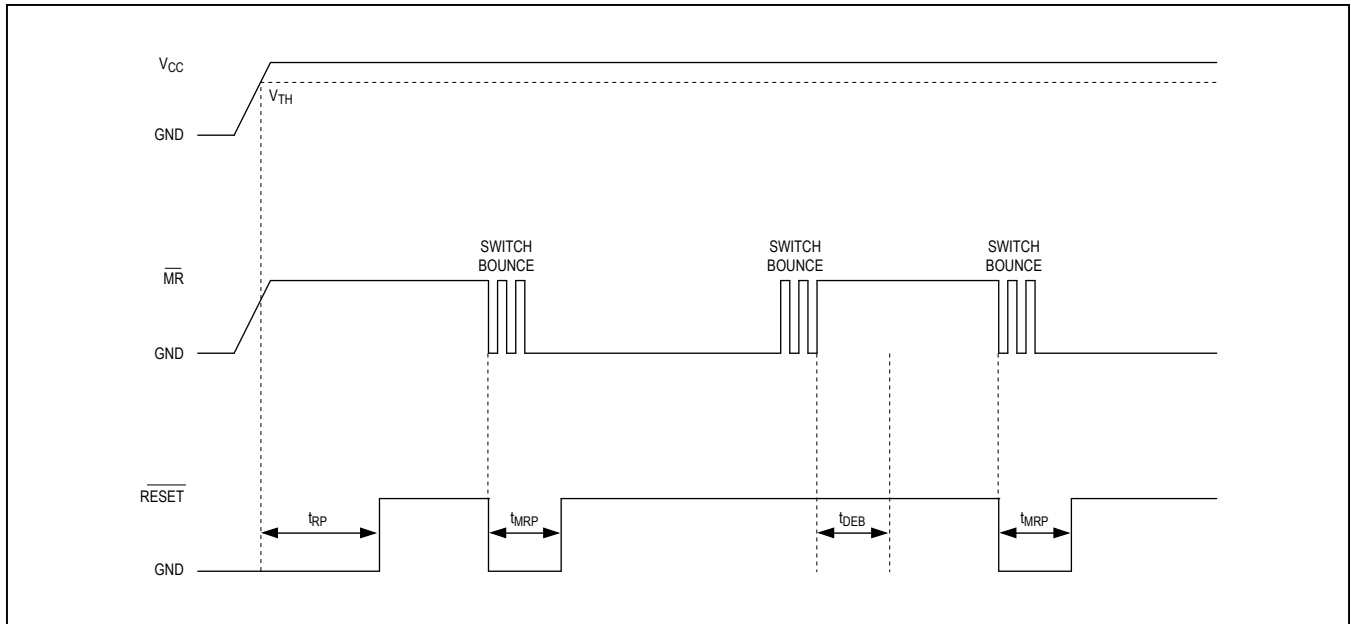 VCC
VTH
GND
SWITCH
BOUNCE
SWITCH
BOUNCE
SWITCH
BOUNCE
MR
GND
RESET
tRP
tMRP
tDEB
tMRP
GND